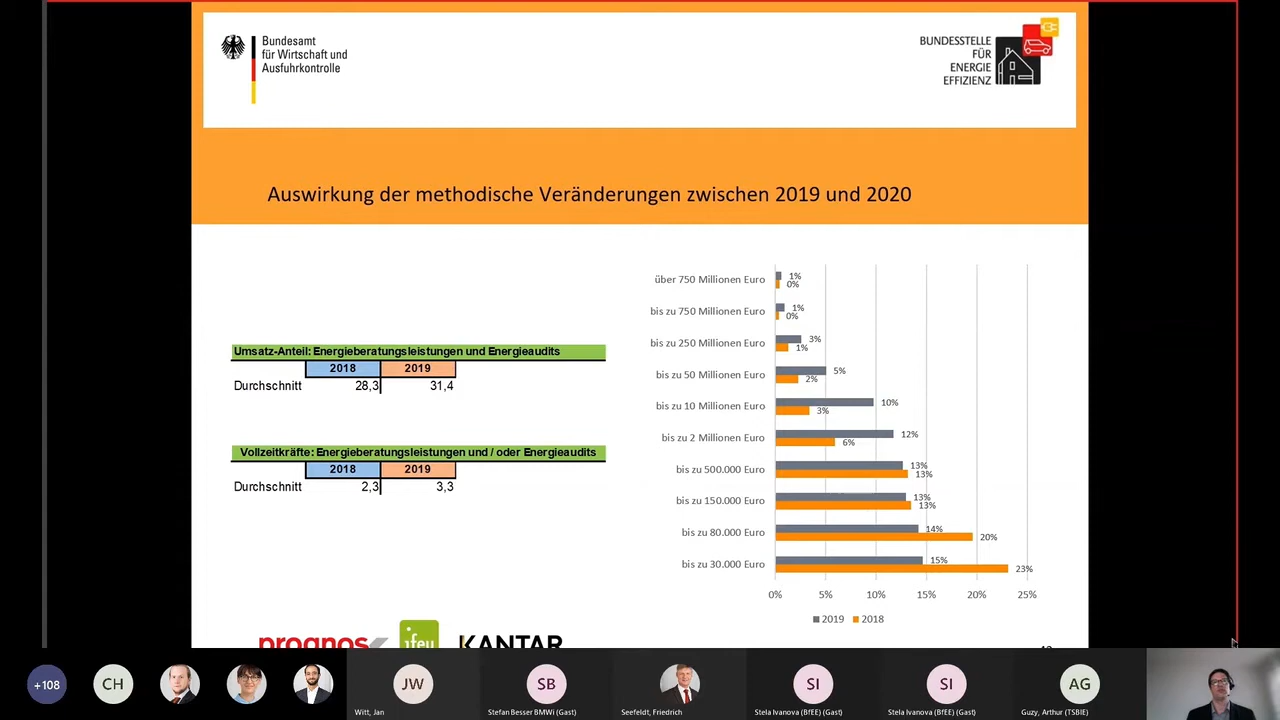 Bundesamt
für Wirtschaft und
Ausfuhrkontrolle
BUNDESSTELLE
FÜR
ENERGIE
EFFIZIENZ
Auswirkung der methodische Veränderungen zwischen 2019 und 2020
Umsatz-Anteil: Energieberatungsleistungen und Energieaudits
2018 2019
Durchschnitt 28,3 31,4
Vollzeitkräfte: Energieberatungsleistungen und / oder Energieaudits
2018 2019
Durchschnitt 2,3 3,3
über 750 Millionen Euro 1% 0%
bis zu 750 Millionen Euro 1% 0%
bis zu 250 Millionen Euro 3% 1%
bis zu 50 Millionen Euro 5% 2%
bis zu 10 Millionen Euro 10% 3%
bis zu 2 Millionen Euro 12% 6%
bis zu 500.000 Euro 13% 13%
bis zu 150.000 Euro 13% 13%
bis zu 80.000 Euro 14% 20%
bis zu 30.000 Euro 15% 23%
0% 5% 10% 15% 20% 25%
2019 2018
prognos ifeu KANTAR
+108 CH JW SB SI SI AG
Witt, Jan Stefan Besser BMWi (Gast) Seefeldt, Friedrich Stela Ivanova (BfEE) (Gast) Stela Ivanova (BfEE) (Gast) Guzy, Arthur (TSBIE)